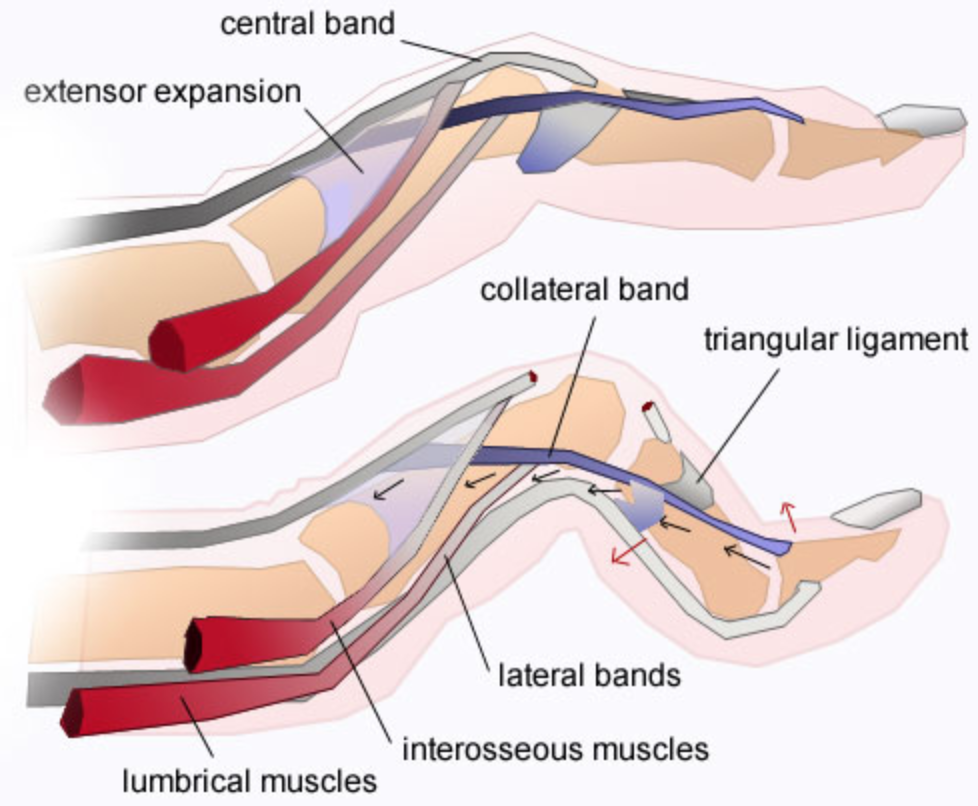 central band
extensor expansion
collateral band
triangular ligament
lateral bands
interosseous muscles
lumbrical muscles